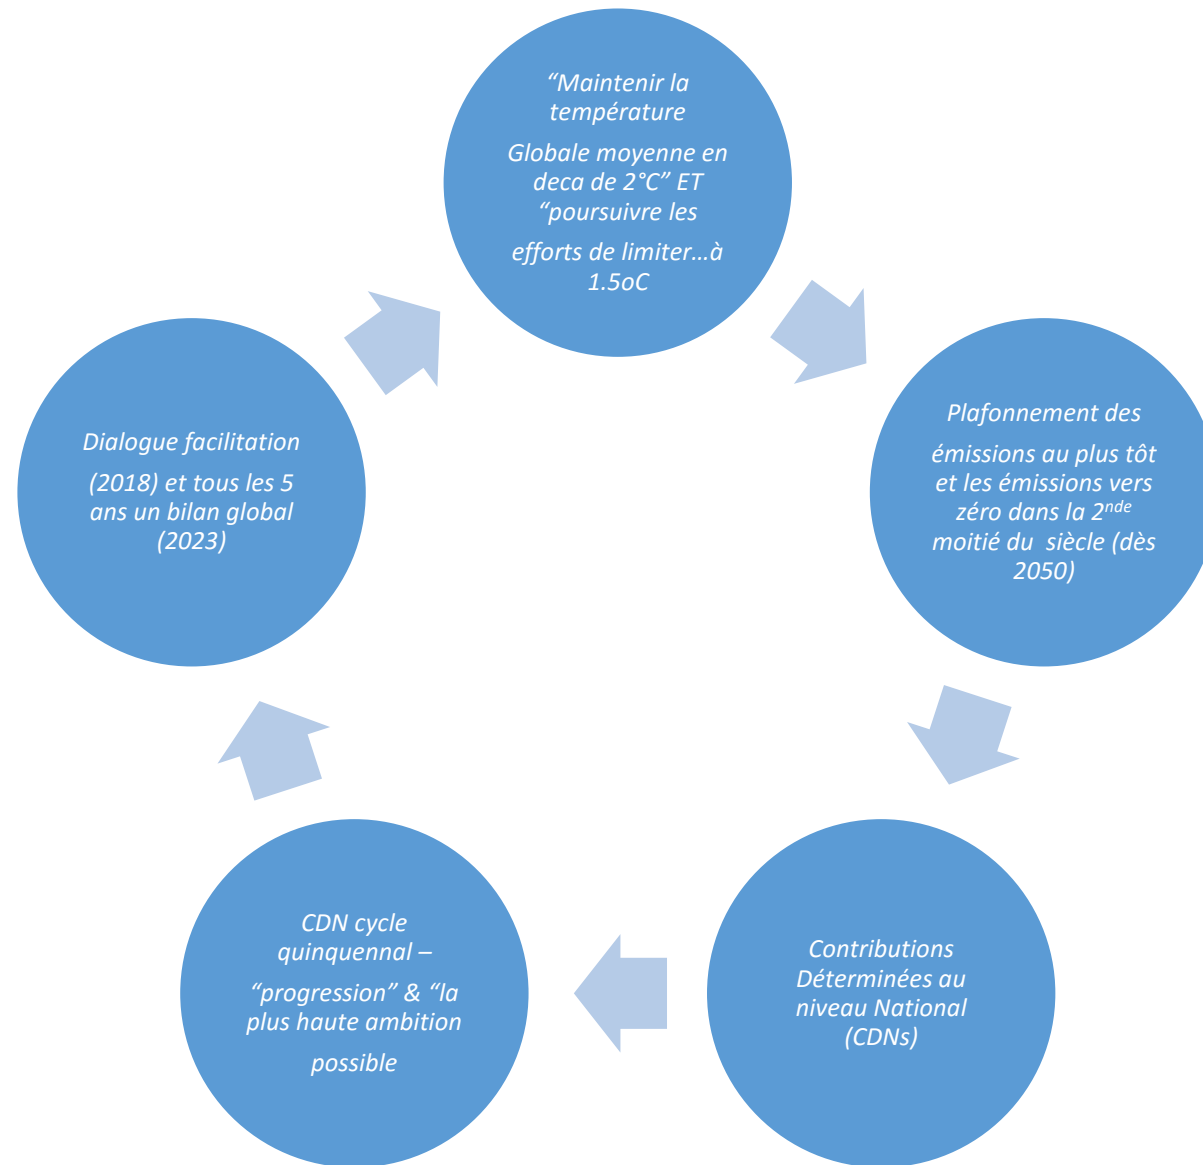 “Maintenir la
température
Globale moyenne en
deca de 2°C” ET
“poursuivre les
efforts de limiter…à
1.5oC
Plafonnement des
émissions au plus tôt
et les émissions vers
zéro dans la 2nde
moitié du  siècle (dès
2050)
Contributions
Déterminées au
niveau National
(CDNs)
CDN cycle
quinquennal –
“progression” & “la
plus haute ambition
possible
Dialogue facilitation
(2018) et tous les 5
ans un bilan global
(2023)